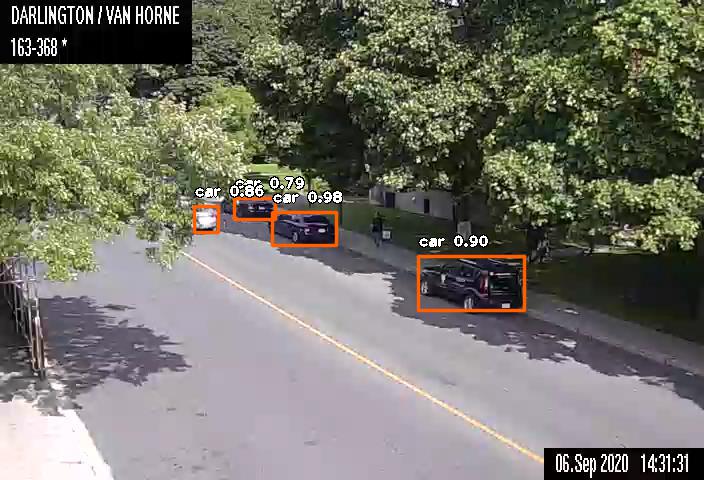 DARLINGTON / VAN HORNE
163-368 *
car 0.79
car 0.86
car 0.98
car 0.90
06.Sep 2020 14:31:31